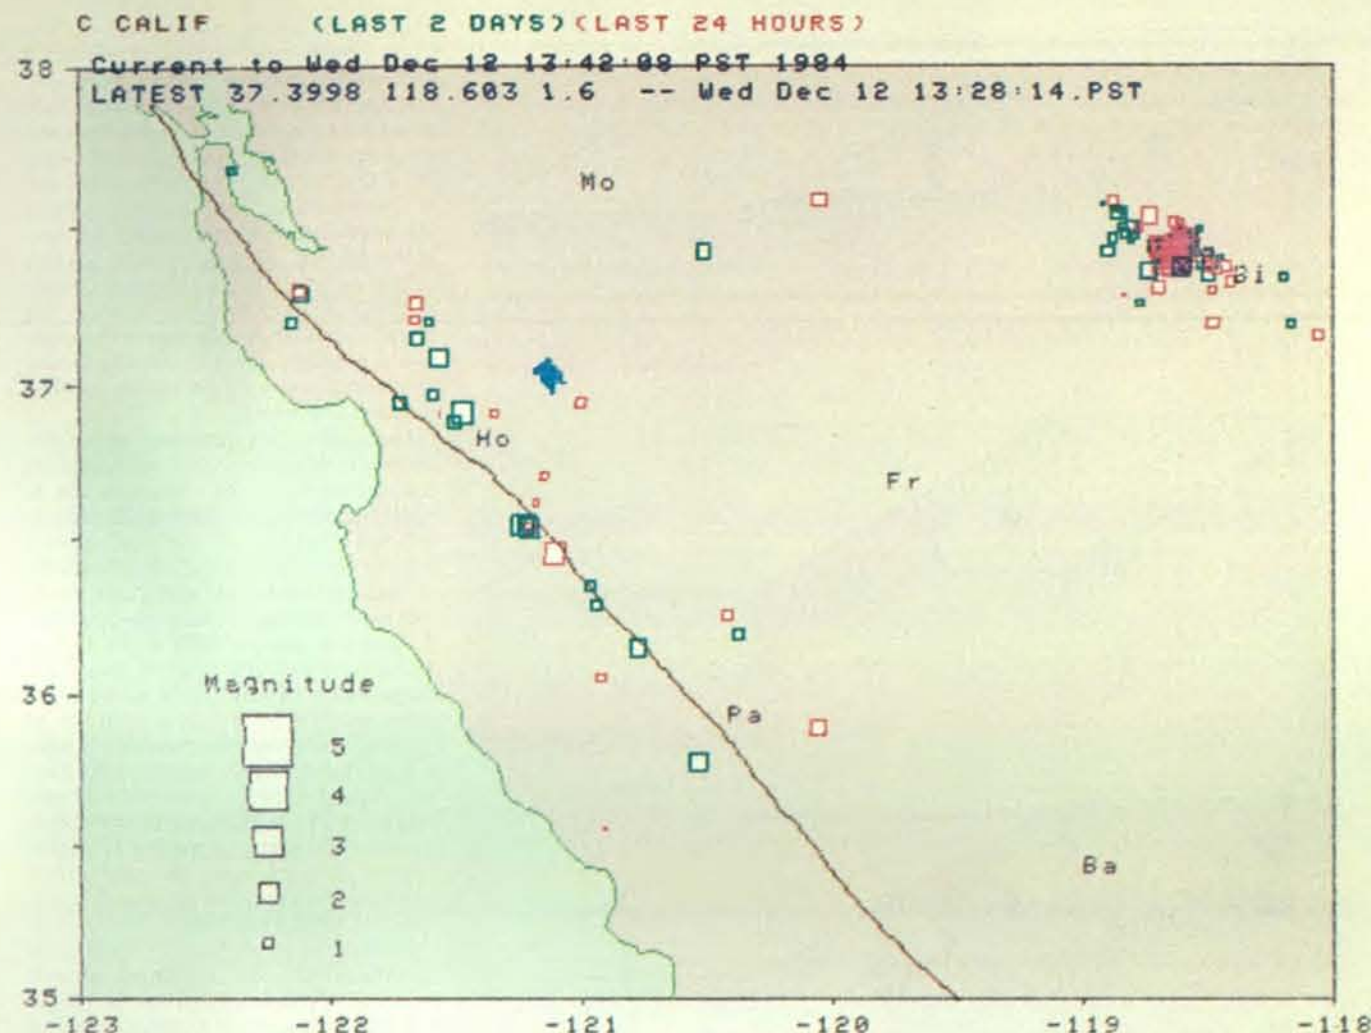 C CALIF (LAST 2 DAYS) (LAST 24 HOURS)
Current to Wed Dec 12 13:42:08 PST 1984
LATEST 37.3998 118.603 1.6 -- Wed Dec 12 13:28:14.PST
38
Mo
Bi
37
Ho
Fr
Magnitude
36
Pa
5
4
3
Ba
2
1
35
-123 -122 -121 -120 -119 -118